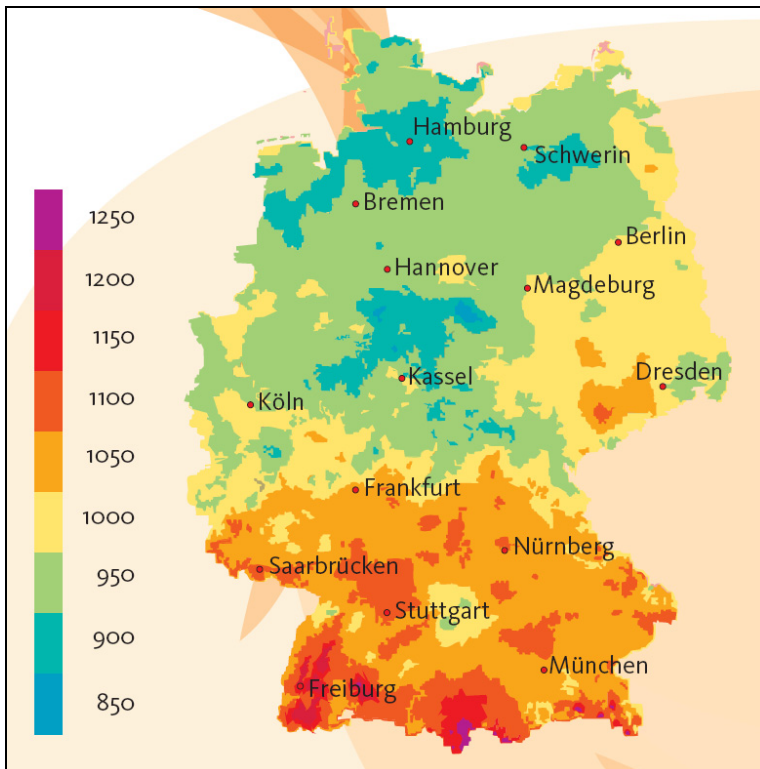 Hamburg
Schwerin
Bremen
Berlin
Hannover
Magdeburg
Kassel
Dresden
Köln
Frankfurt
Nürnberg
Saarbrücken
Stuttgart
München
Freiburg
1250
1200
1150
1100
1050
1000
950
900
850